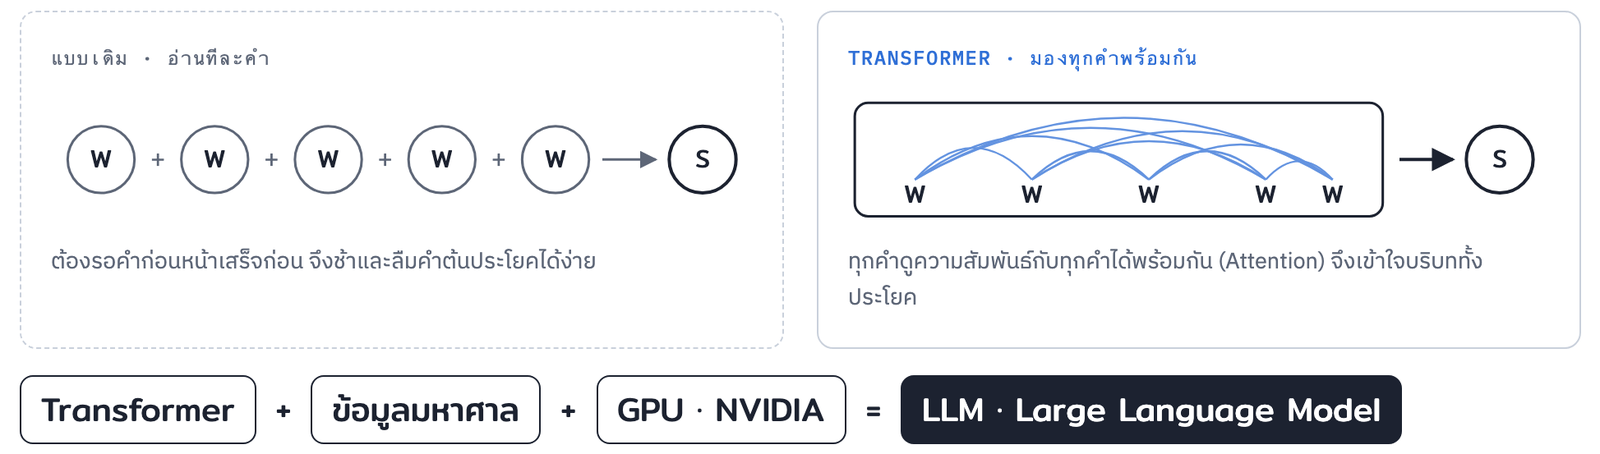 แบบเดิม · อ่านทีละคำ
W + W + W + W + W → S
ต้องรอคำก่อนหน้าเสร็จก่อน จึงช้าและลืมคำต้นประโยคได้ง่าย
TRANSFORMER · มองทุกคำพร้อมกัน
W W W W W → S
ทุกคำดูความสัมพันธ์กับทุกคำได้พร้อมกัน (Attention) จึงเข้าใจบริบททั้ง
ประโยค
Transformer + ข้อมูลมหาศาล + GPU · NVIDIA = LLM · Large Language Model